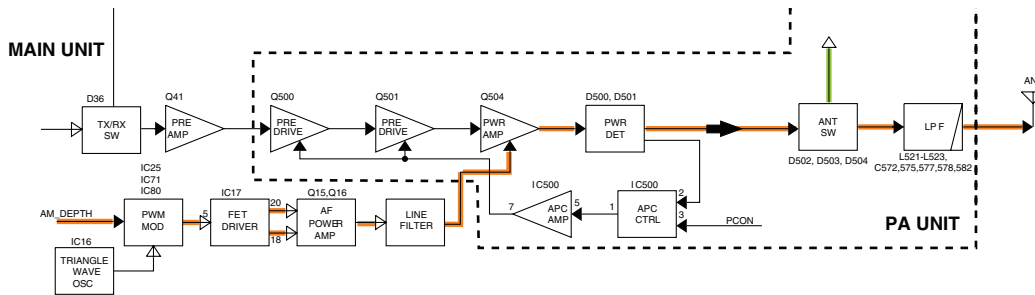 MAIN UNIT
D36
TX/RX
SW
Q41
PRE
AMP
Q500
PRE
DRIVE
Q501
PRE
DRIVE
Q504
PWR
AMP
D500, D501
PWR
DET
ANT
SW
D502, D503, D504
LPF
L521-L523,
C572,575,577,578,582
AN
AM_DEPTH
IC25
IC71
IC80
PWM
MOD
5
IC17
FET
DRIVER
20
18
Q15,Q16
AF
POWER
AMP
LINE
FILTER
7
IC500
APC
AMP
5
1
IC500
APC
CTRL
2
3
PCON
PA UNIT
IC16
TRIANGLE
WAVE
OSC